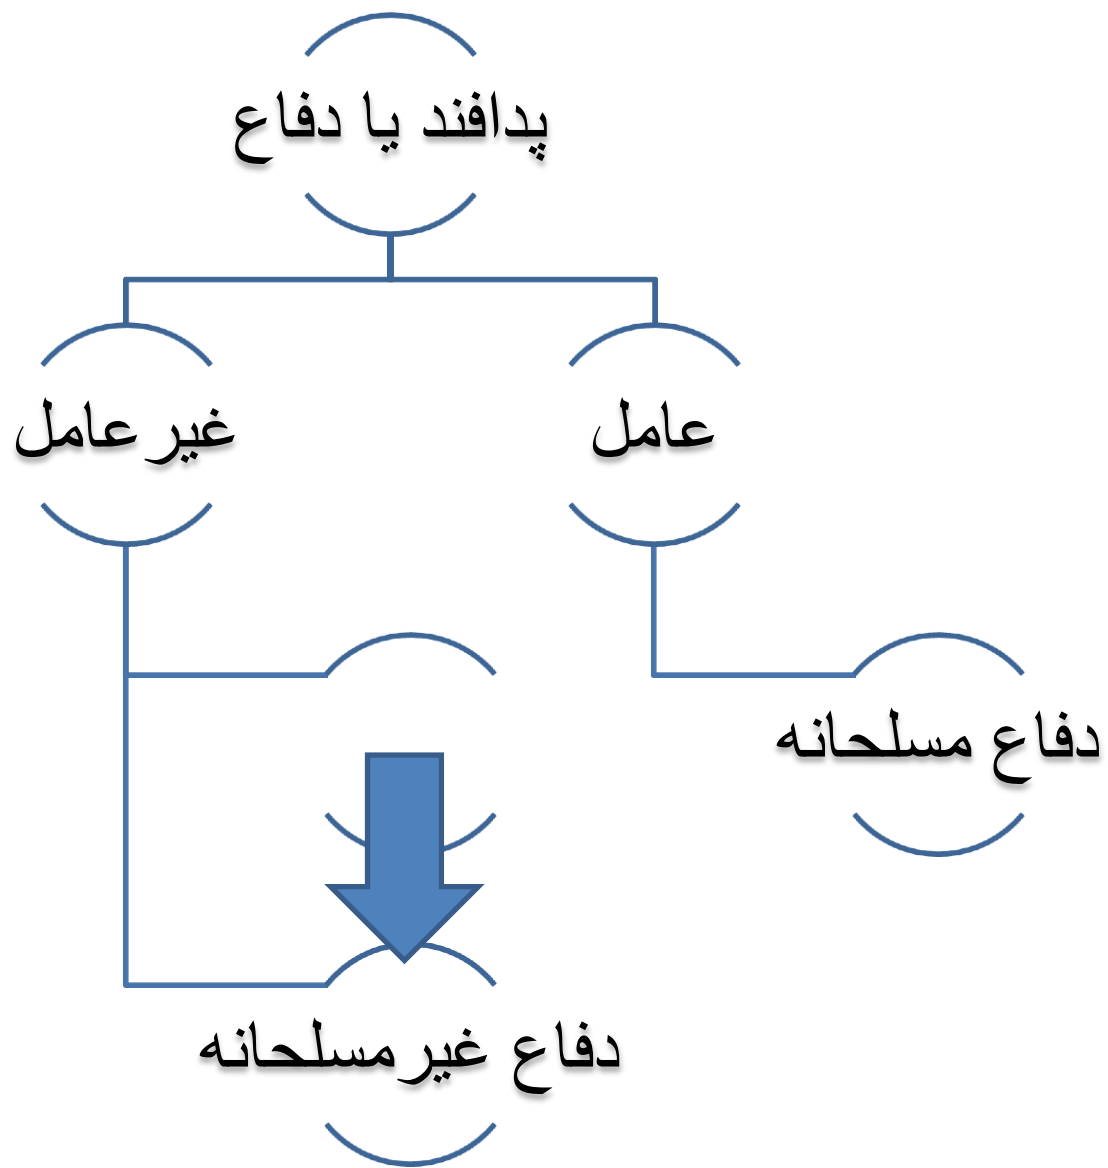 پدافند یا دفاع
عامل
غیرعامل
دفاع مسلحانه
دفاع غیرمسلحانه